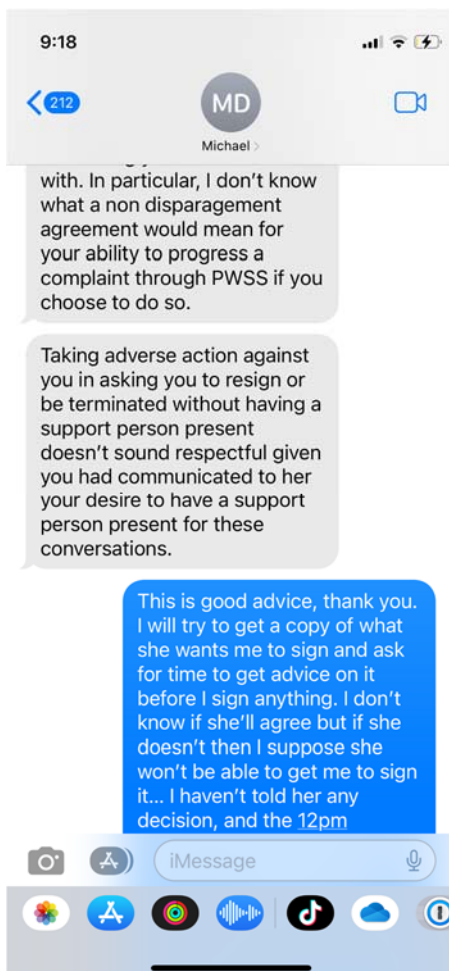 9:18
212
MD
Michael
with. In particular, I don't know
what a non disparagement
agreement would mean for
your ability to progress a
complaint through PWSS if you
choose to do so.
Taking adverse action against
you in asking you to resign or
be terminated without having a
support person present
doesn't sound respectful given
you had communicated to her
your desire to have a support
person present for these
conversations.
This is good advice, thank you.
I will try to get a copy of what
she wants me to sign and ask
for time to get advice on it
before I sign anything. I don't
know if she'll agree but if she
doesn't then I suppose she
won't be able to get me to sign
it... I haven't told her any
decision, and the 12pm
iMessage